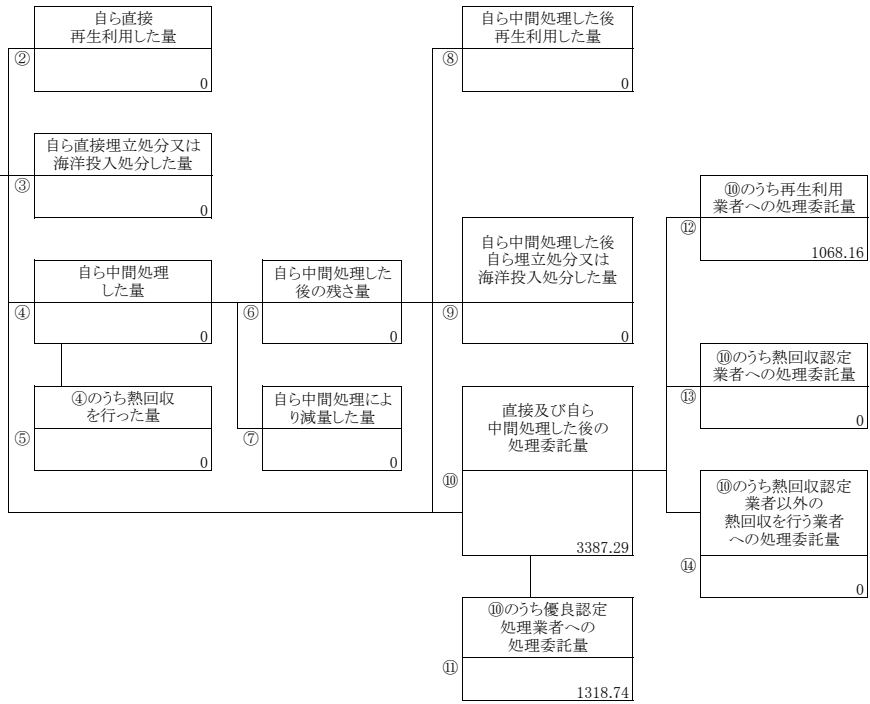 自ら直接
再生利用した量
②
0
自ら直接埋立処分又は
海洋投入処分した量
③
0
自ら中間処理
した量
④
0
④のうち熱回収
を行った量
⑤
0
自ら中間処理した
後の残さ量
⑥
0
自ら中間処理によ
り減量した量
⑦
0
自ら中間処理した後
再生利用した量
⑧
0
自ら中間処理した後
自ら埋立処分又は
海洋投入処分した量
⑨
0
直接及び自ら
中間処理した後の
処理委託量
⑩
3387.29
⑩のうち優良認定
処理業者への
処理委託量
⑪
1318.74
⑩のうち再生利用
業者への処理委託量
⑫
1068.16
⑩のうち熱回収認定
業者への処理委託量
⑬
0
⑩のうち熱回収認定
業者以外の
熱回収を行う業者
への処理委託量
⑭
0